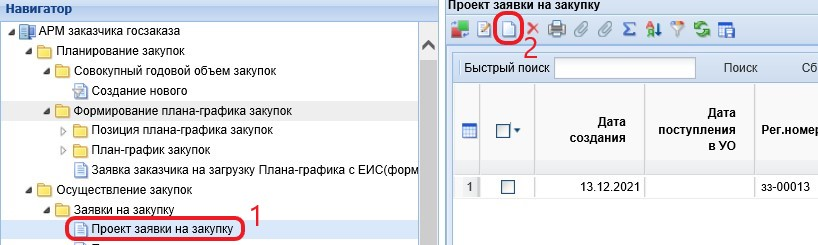 Навигатор
АРМ заказчика госзаказа
Планирование закупок
Совокупный годовой объем закупок
Создание нового
Формирование плана-графика закупок
Позиция плана-графика закупок
План-график закупок
Заявка заказчика на загрузку Плана-графика с ЕИС(форм
Осуществление закупок
Заявки на закупку
Проект заявки на закупку
1
Проект заявки на закупку
2
Быстрый поиск
Поиск
Сб
Дата создания
Дата поступления в УО
Рег.номер
1
13.12.2021
зз-00013